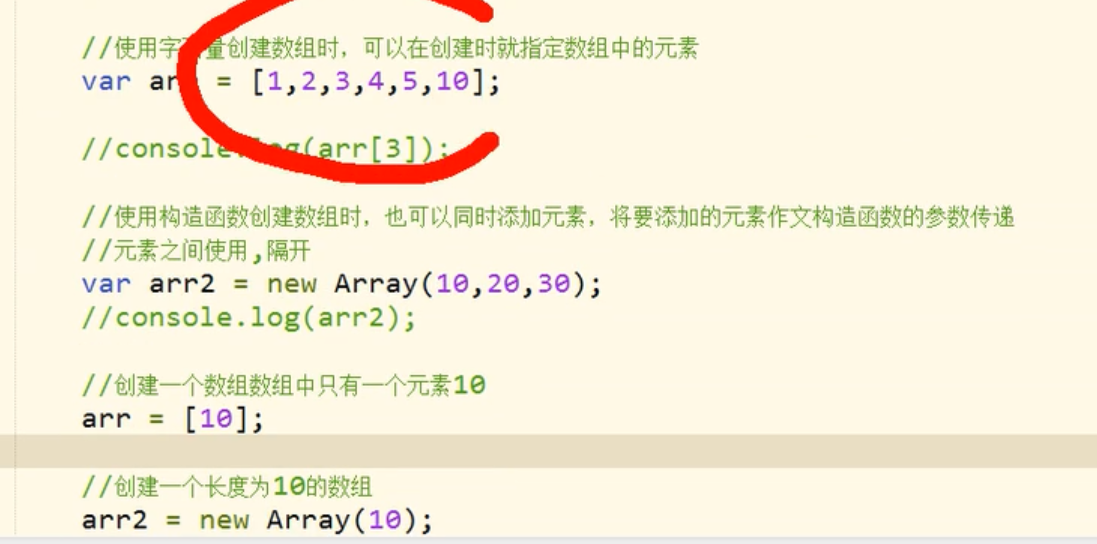 //使用字量创建数组时，可以在创建时就指定数组中的元素
var ar = [1,2,3,4,5,10];
//console.log(arr[3]);
//使用构造函数创建数组时，也可以同时添加元素，将要添加的元素作文构造函数的参数传递
//元素之间使用,隔开
var arr2 = new Array(10,20,30);
//console.log(arr2);
//创建一个数组数组中只有一个元素10
arr = [10];
//创建一个长度为10的数组
arr2 = new Array(10);